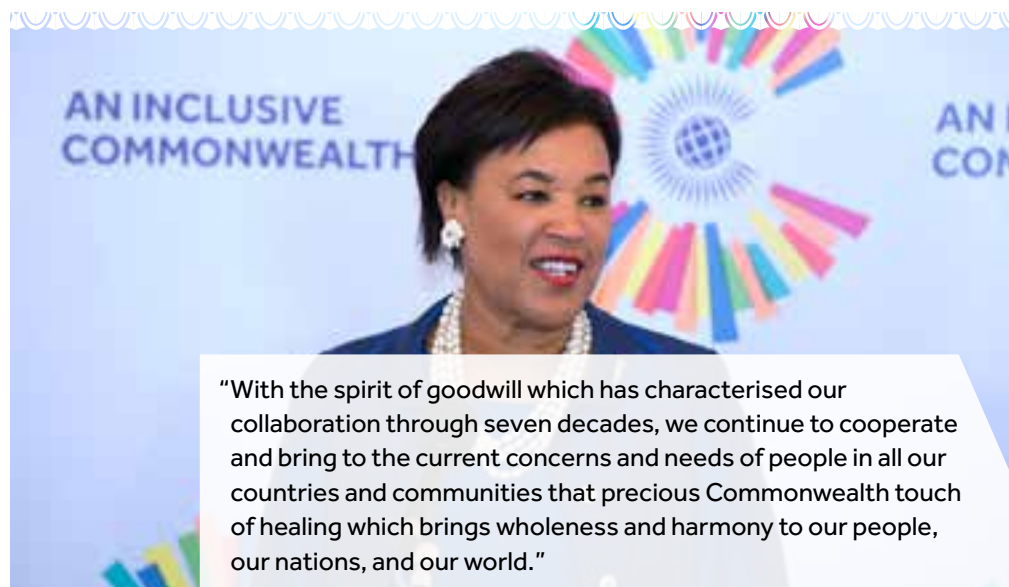 AN INCLUSIVE
COMMONWEALTH
AN
“With the spirit of goodwill which has characterised our
collaboration through seven decades, we continue to cooperate
and bring to the current concerns and needs of people in all our
countries and communities that precious Commonwealth touch
of healing which brings wholeness and harmony to our people,
our nations, and our world.”